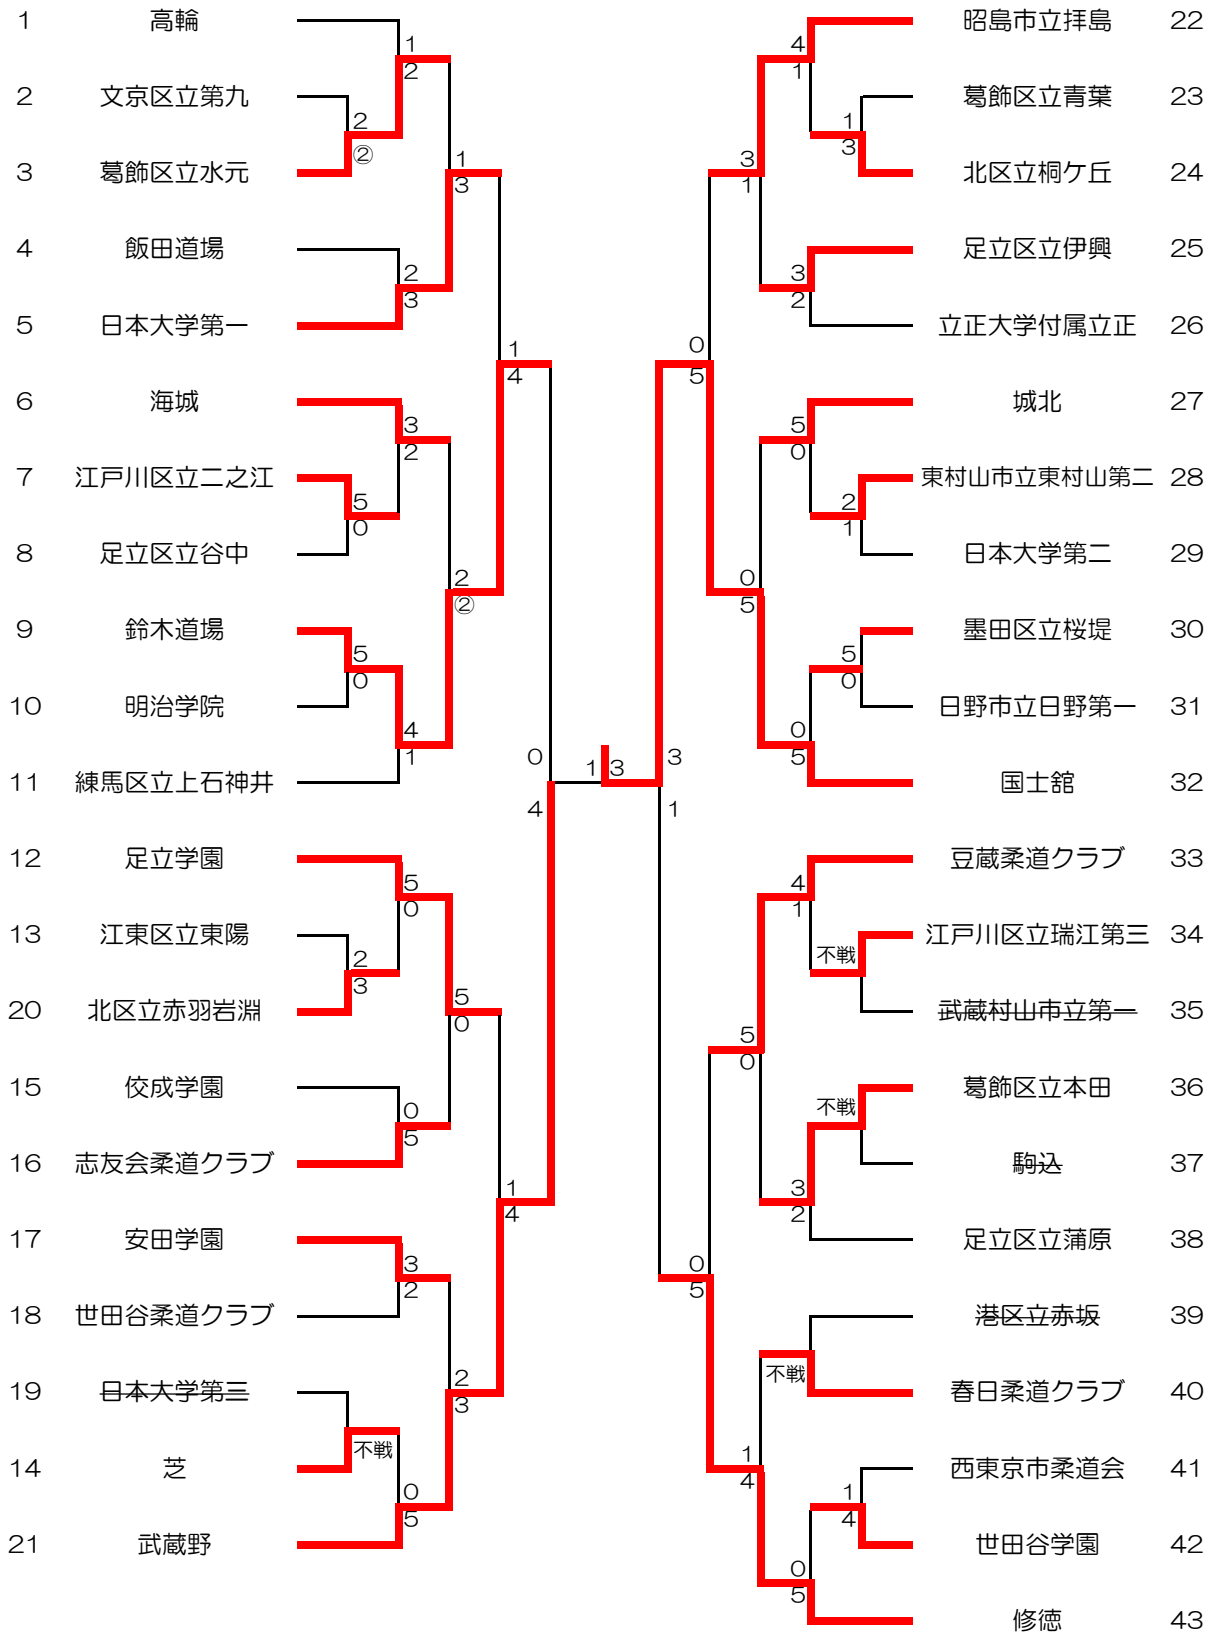 1 高輪
2 文京区立第九
3 葛飾区立水元
4 飯田道場
5 日本大学第一
6 海城
7 江戸川区立二之江
8 足立区立谷中
9 鈴木道場
10 明治学院
11 練馬区立上石神井
12 足立学園
13 江東区立東陽
20 北区立赤羽岩淵
15 佼成学園
16 志友会柔道クラブ
17 安田学園
18 世田谷柔道クラブ
19 日本大学第三
14 芝
21 武蔵野
1
2
2
②
1
3
2
3
1
4
3
2
5
0
2
②
5
0
4
1
0
4
5
0
2
3
5
0
0
5
1
4
3
2
2
3
不戦
0
5
1 3
昭島市立拝島 22
葛飾区立青葉 23
北区立桐ケ丘 24
足立区立伊興 25
立正大学付属立正 26
城北 27
東村山市立東村山第二 28
日本大学第二 29
墨田区立桜堤 30
日野市立日野第一 31
国士舘 32
豆蔵柔道クラブ 33
江戸川区立瑞江第三 34
武蔵村山市立第一 35
葛飾区立本田 36
駒込 37
足立区立蒲原 38
港区立赤坂 39
春日柔道クラブ 40
西東京市柔道会 41
世田谷学園 42
修徳 43
4
1
1
3
3
1
3
2
0
5
5
0
2
1
0
5
5
0
0
5
3
1
4
1
不戦
5
0
不戦
3
2
0
5
不戦
1
4
1
4
0
5